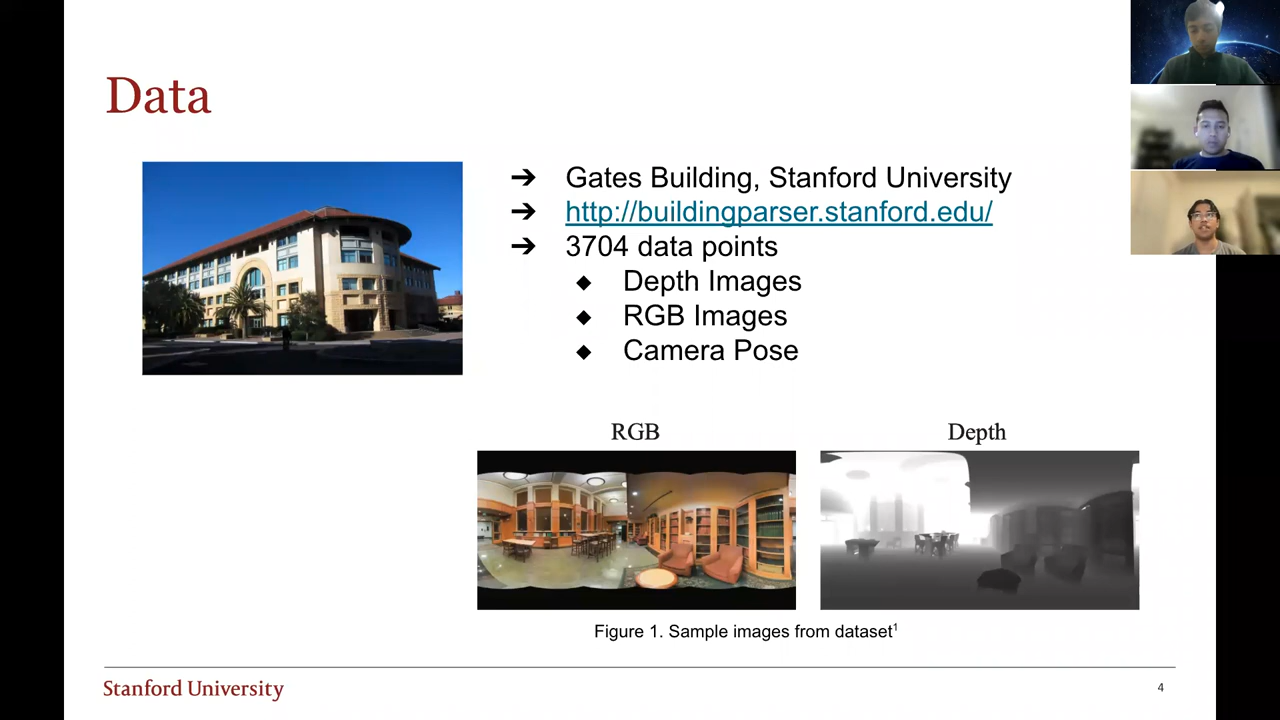 Data
➔ Gates Building, Stanford University
➔ http://buildingparser.stanford.edu/
➔ 3704 data points
◆ Depth Images
◆ RGB Images
◆ Camera Pose
RGB
Depth
Figure 1. Sample images from dataset¹
Stanford University
4